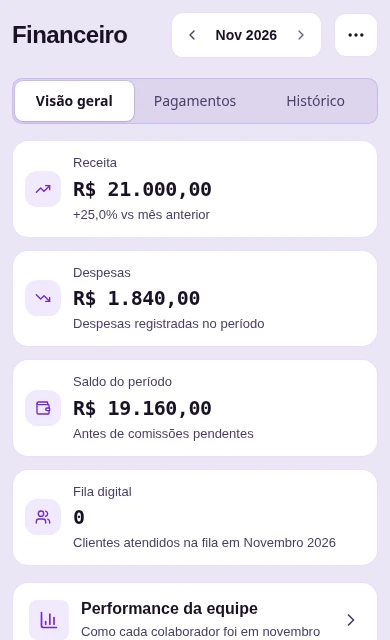 Financeiro
Nov 2026
Visão geral
Pagamentos
Histórico
Receita
R$ 21.000,00
+25,0% vs mês anterior
Despesas
R$ 1.840,00
Despesas registradas no período
Saldo do período
R$ 19.160,00
Antes de comissões pendentes
Fila digital
0
Clientes atendidos na fila em Novembro 2026
Performance da equipe
Como cada colaborador foi em novembro